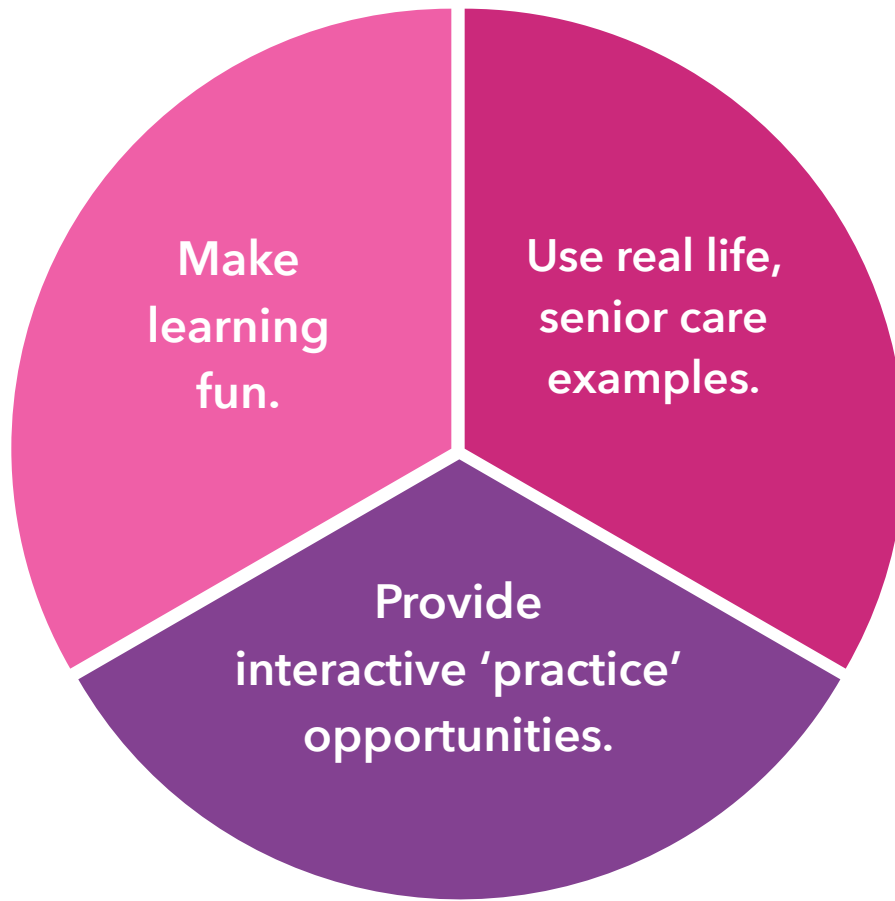 Make
learning
fun.
Use real life,
senior care
examples.
Provide
interactive ‘practice’
opportunities.